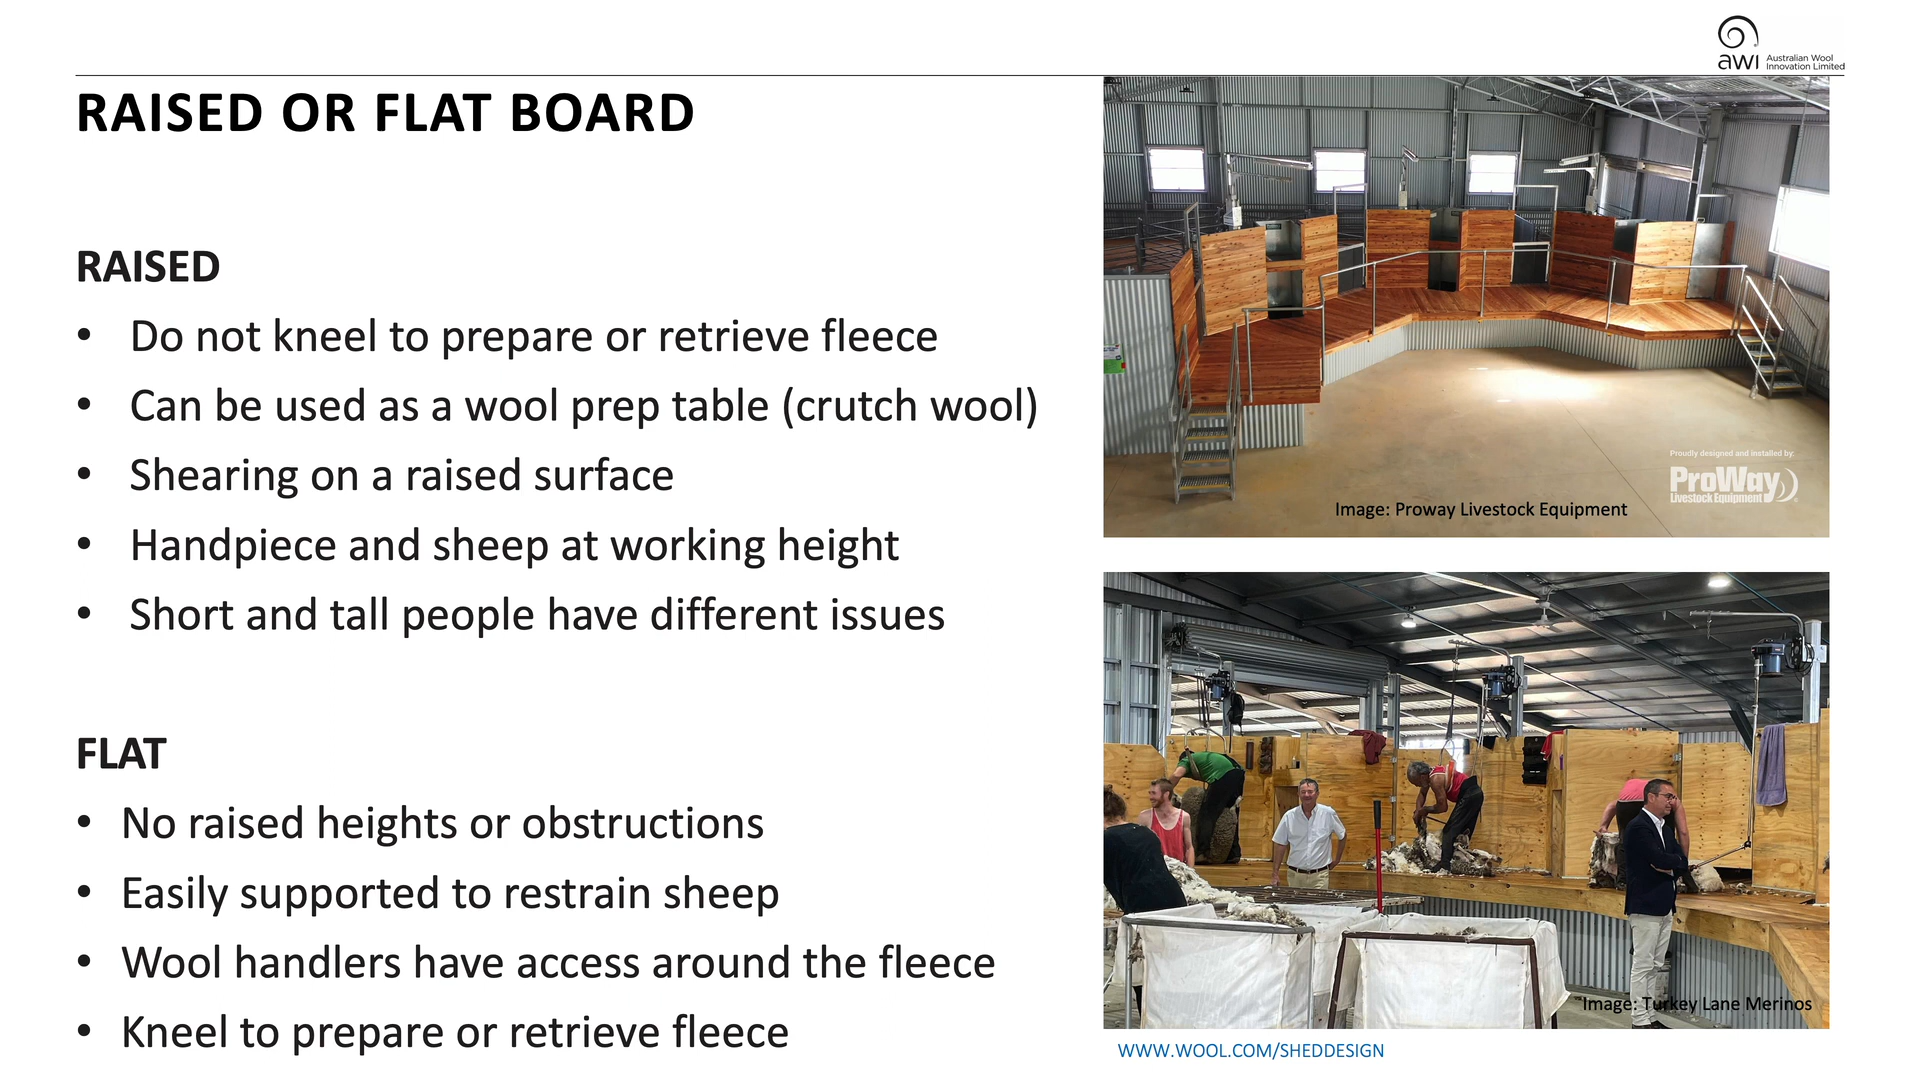 awi Australian Wool
Innovation Limited
RAISED OR FLAT BOARD
RAISED
• Do not kneel to prepare or retrieve fleece
• Can be used as a wool prep table (crutch wool)
• Shearing on a raised surface
• Handpiece and sheep at working height
• Short and tall people have different issues
FLAT
• No raised heights or obstructions
• Easily supported to restrain sheep
• Wool handlers have access around the fleece
• Kneel to prepare or retrieve fleece
Proudly designed and installed by:
ProWay
Livestock Equipment
Image: Proway Livestock Equipment
Image: Turkey Lane Merinos
WWW.WOOL.COM/SHEDDESIGN